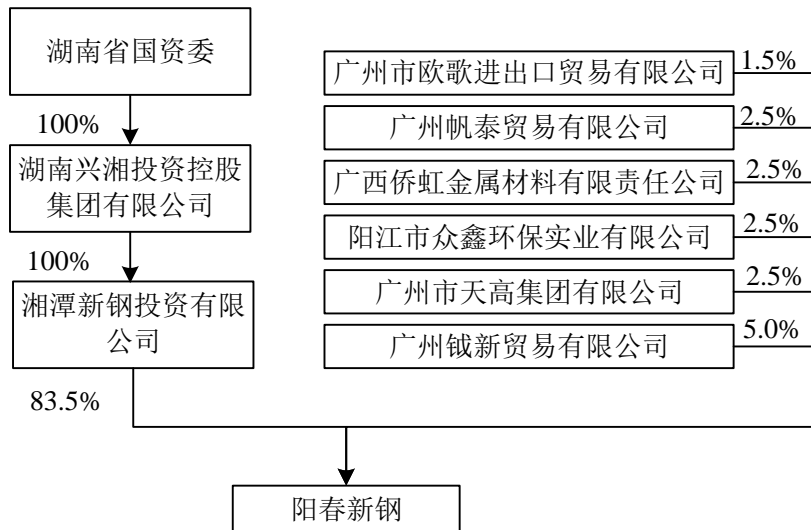 湖南省国资委
100%
湖南兴湘投资控股
集团有限公司
100%
湘潭新钢投资有限
公司
83.5%
广州市欧歌进出口贸易有限公司
1.5%
广州帆泰贸易有限公司
2.5%
广西侨虹金属材料有限责任公司
2.5%
阳江市众鑫环保实业有限公司
2.5%
广州市天高集团有限公司
2.5%
广州钺新贸易有限公司
5.0%
阳春新钢